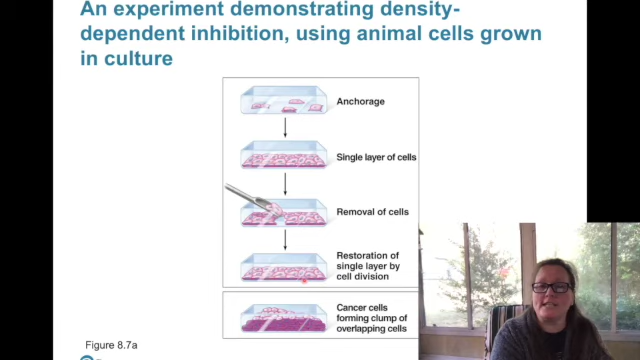 An experiment demonstrating density-
dependent inhibition, using animal cells grown
in culture
Anchorage
Single layer of cells
Removal of cells
Restoration of
single layer by
cell division
Cancer cells
forming clump of
overlapping cells
Figure 8.7a